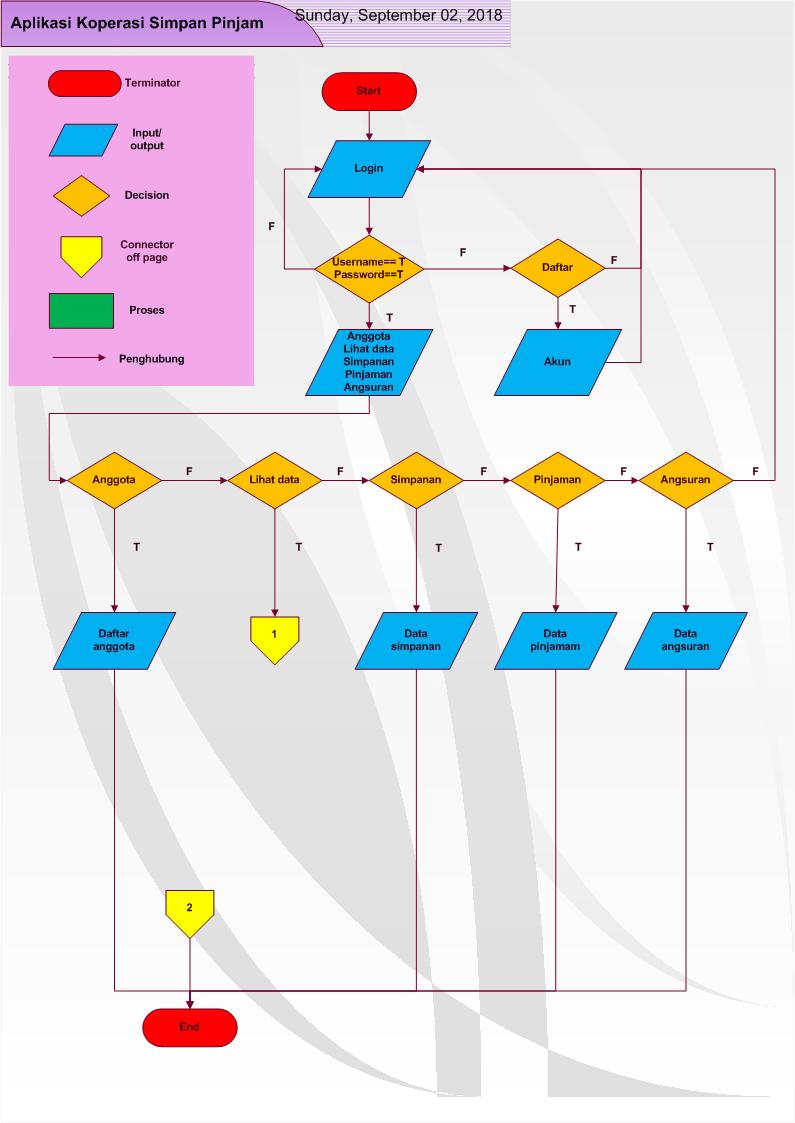 Aplikasi Koperasi Simpan Pinjam
Sunday, September 02, 2018
Terminator
Input/
output
Decision
Connector
off page
Proses
Penghubung
Start
Login
F
Username== T
Password==T
F
Daftar
F
T
T
Anggota
Lihat data
Simpanan
Pinjaman
Angsuran
Akun
Anggota
F
Lihat data
F
Simpanan
F
Pinjaman
F
Angsuran
F
T
T
T
T
T
Daftar
anggota
1
Data
simpanan
Data
pinjamam
Data
angsuran
2
End